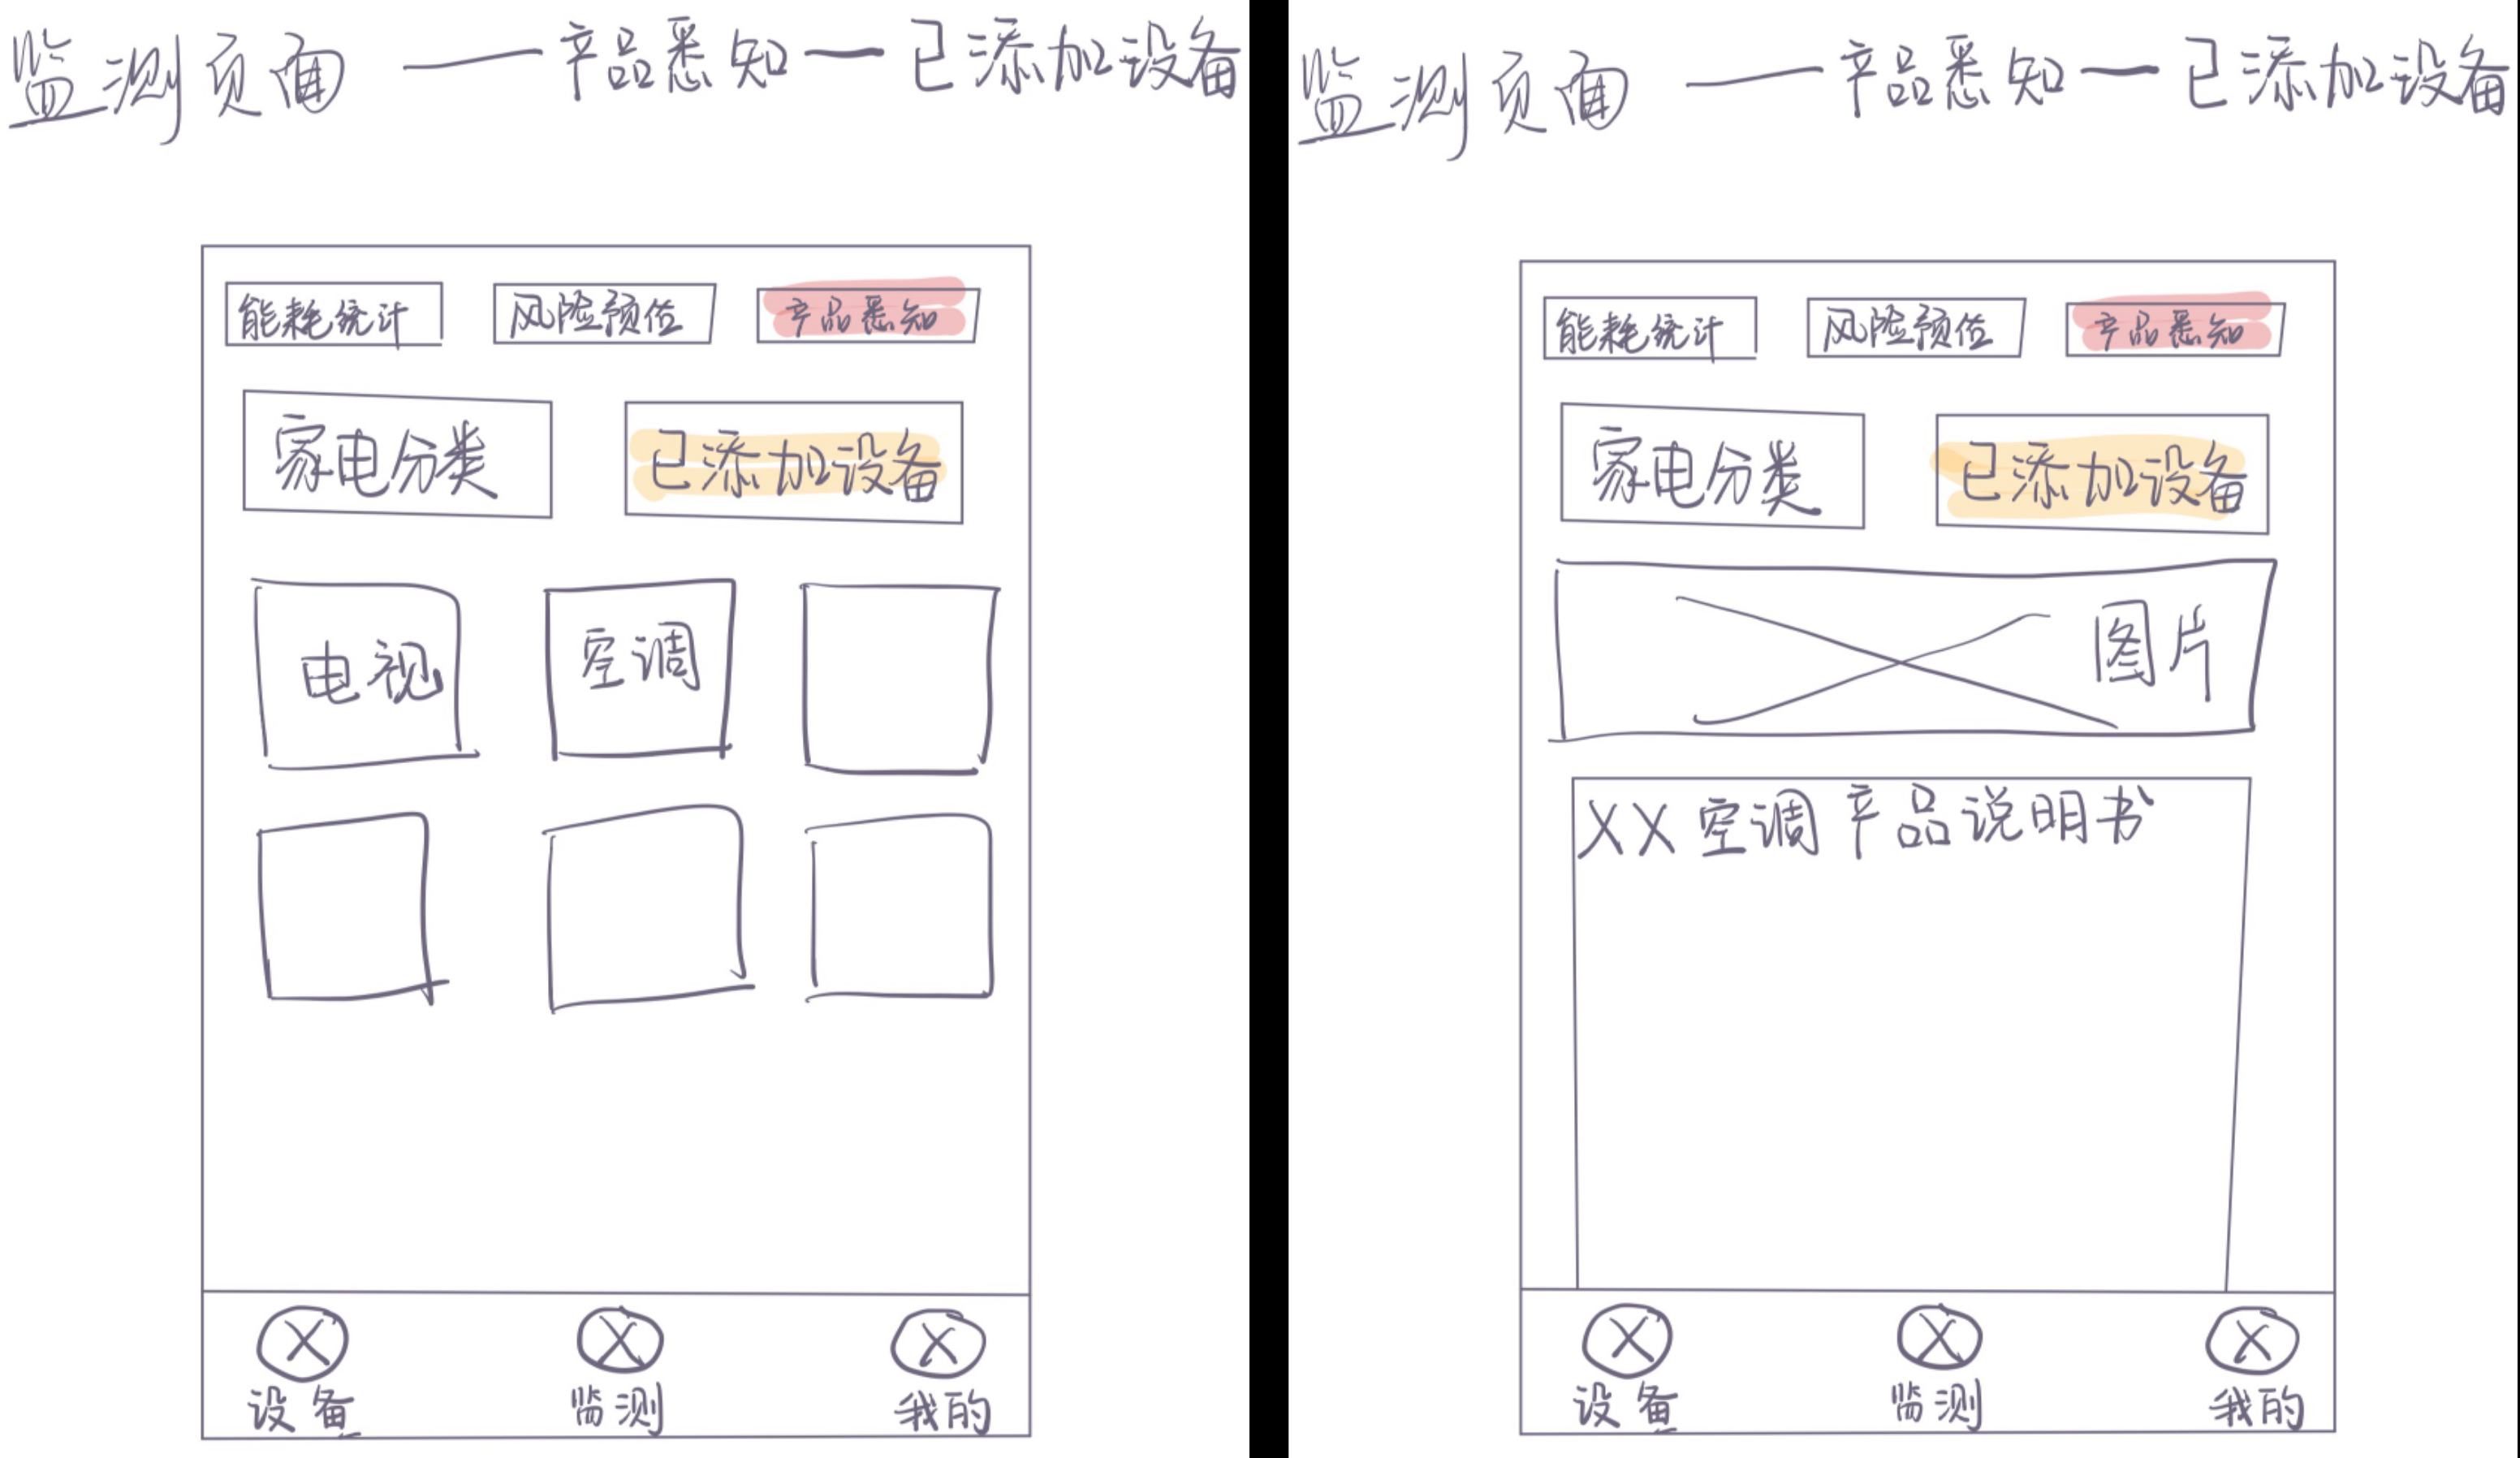 监测页面 ——产品悉知—已添加设备
能耗统计 风险预估 产品悉知
家电分类 已添加设备
电视 空调
设备 监测 我的
监测页面 ——产品悉知—已添加设备
能耗统计 风险预估 产品悉知
家电分类 已添加设备
图片
XX空调产品说明书
设备 监测 我的